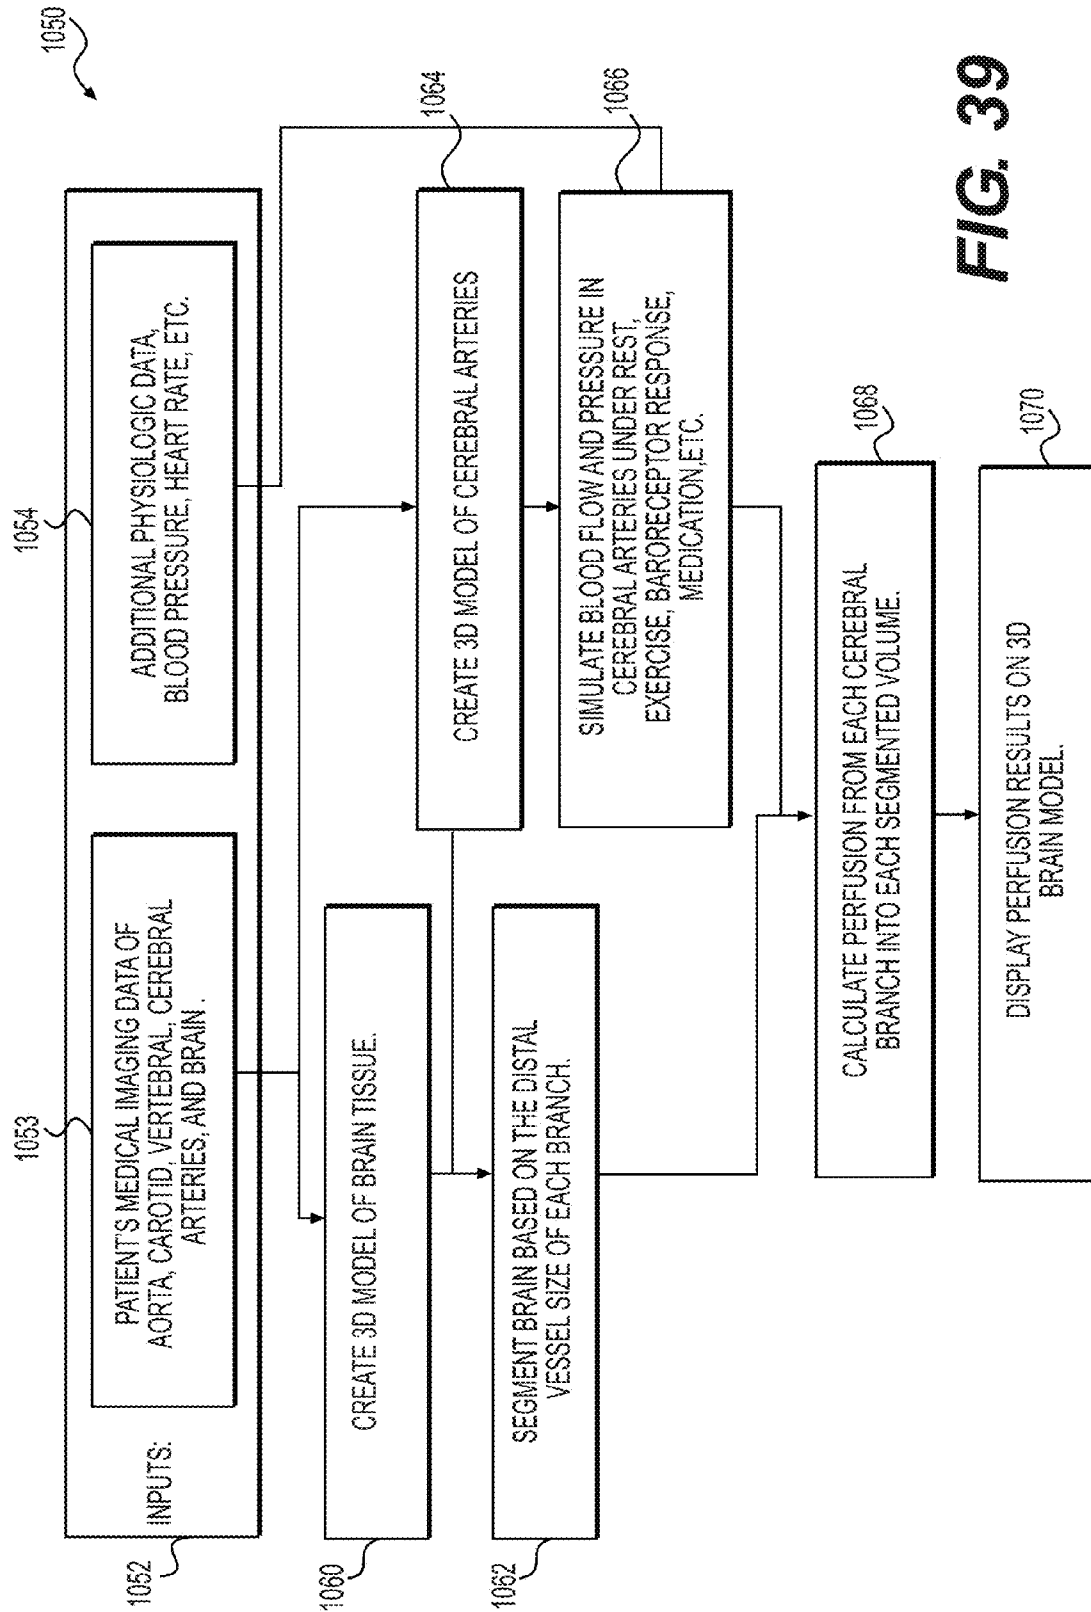 1050
1052
INPUTS:
1053
PATIENT'S MEDICAL IMAGING DATA OF
AORTA, CAROTID, VERTEBRAL, CEREBRAL
ARTERIES, AND BRAIN .
1054
ADDITIONAL PHYSIOLOGIC DATA,
BLOOD PRESSURE, HEART RATE, ETC.
1060
CREATE 3D MODEL OF BRAIN TISSUE.
1064
CREATE 3D MODEL OF CEREBRAL ARTERIES
1062
SEGMENT BRAIN BASED ON THE DISTAL
VESSEL SIZE OF EACH BRANCH.
1066
SIMULATE BLOOD FLOW AND PRESSURE IN
CEREBRAL ARTERIES UNDER REST,
EXERCISE, BARORECEPTOR RESPONSE,
MEDICATION,ETC.
1068
CALCULATE PERFUSION FROM EACH CEREBRAL
BRANCH INTO EACH SEGMENTED VOLUME.
1070
DISPLAY PERFUSION RESULTS ON 3D
BRAIN MODEL.
FIG. 39